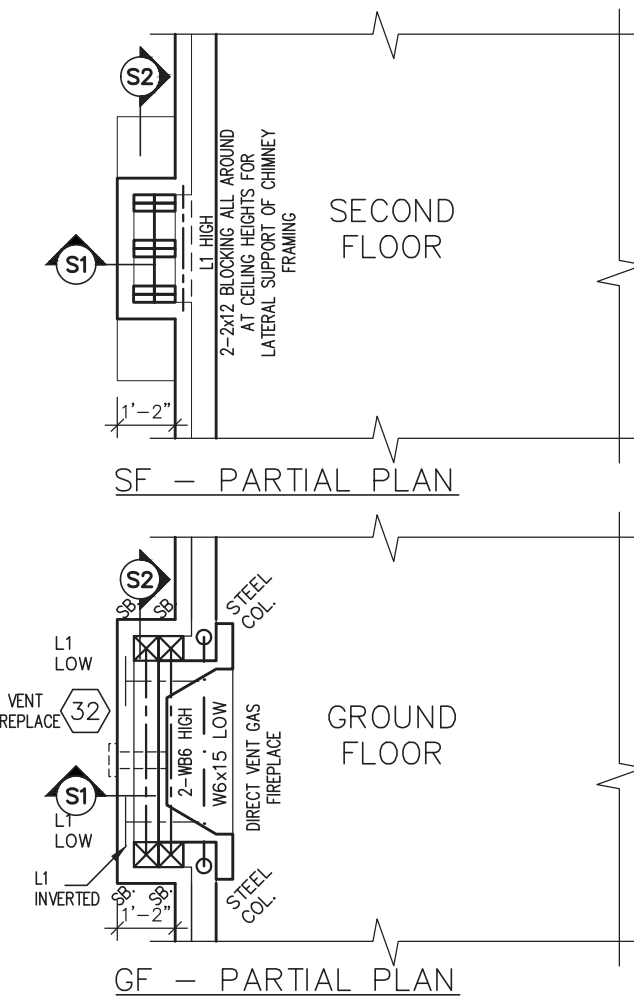 S2
SECOND
FLOOR
L1 HIGH
2-2x12 BLOCKING ALL AROUND
AT CEILING HEIGHTS FOR
LATERAL SUPPORT OF CHIMNEY
FRAMING
S1
1'-2"
SF - PARTIAL PLAN
S2
SB.
SB.
STEEL
COL.
L1
LOW
VENT
REPLACE
32
GROUND
FLOOR
2-WB6 HIGH
W6x15 LOW
DIRECT VENT GAS
FIREPLACE
S1
L1
LOW
L1
INVERTED
SB.
SB.
STEEL
COL.
1'-2"
GF - PARTIAL PLAN